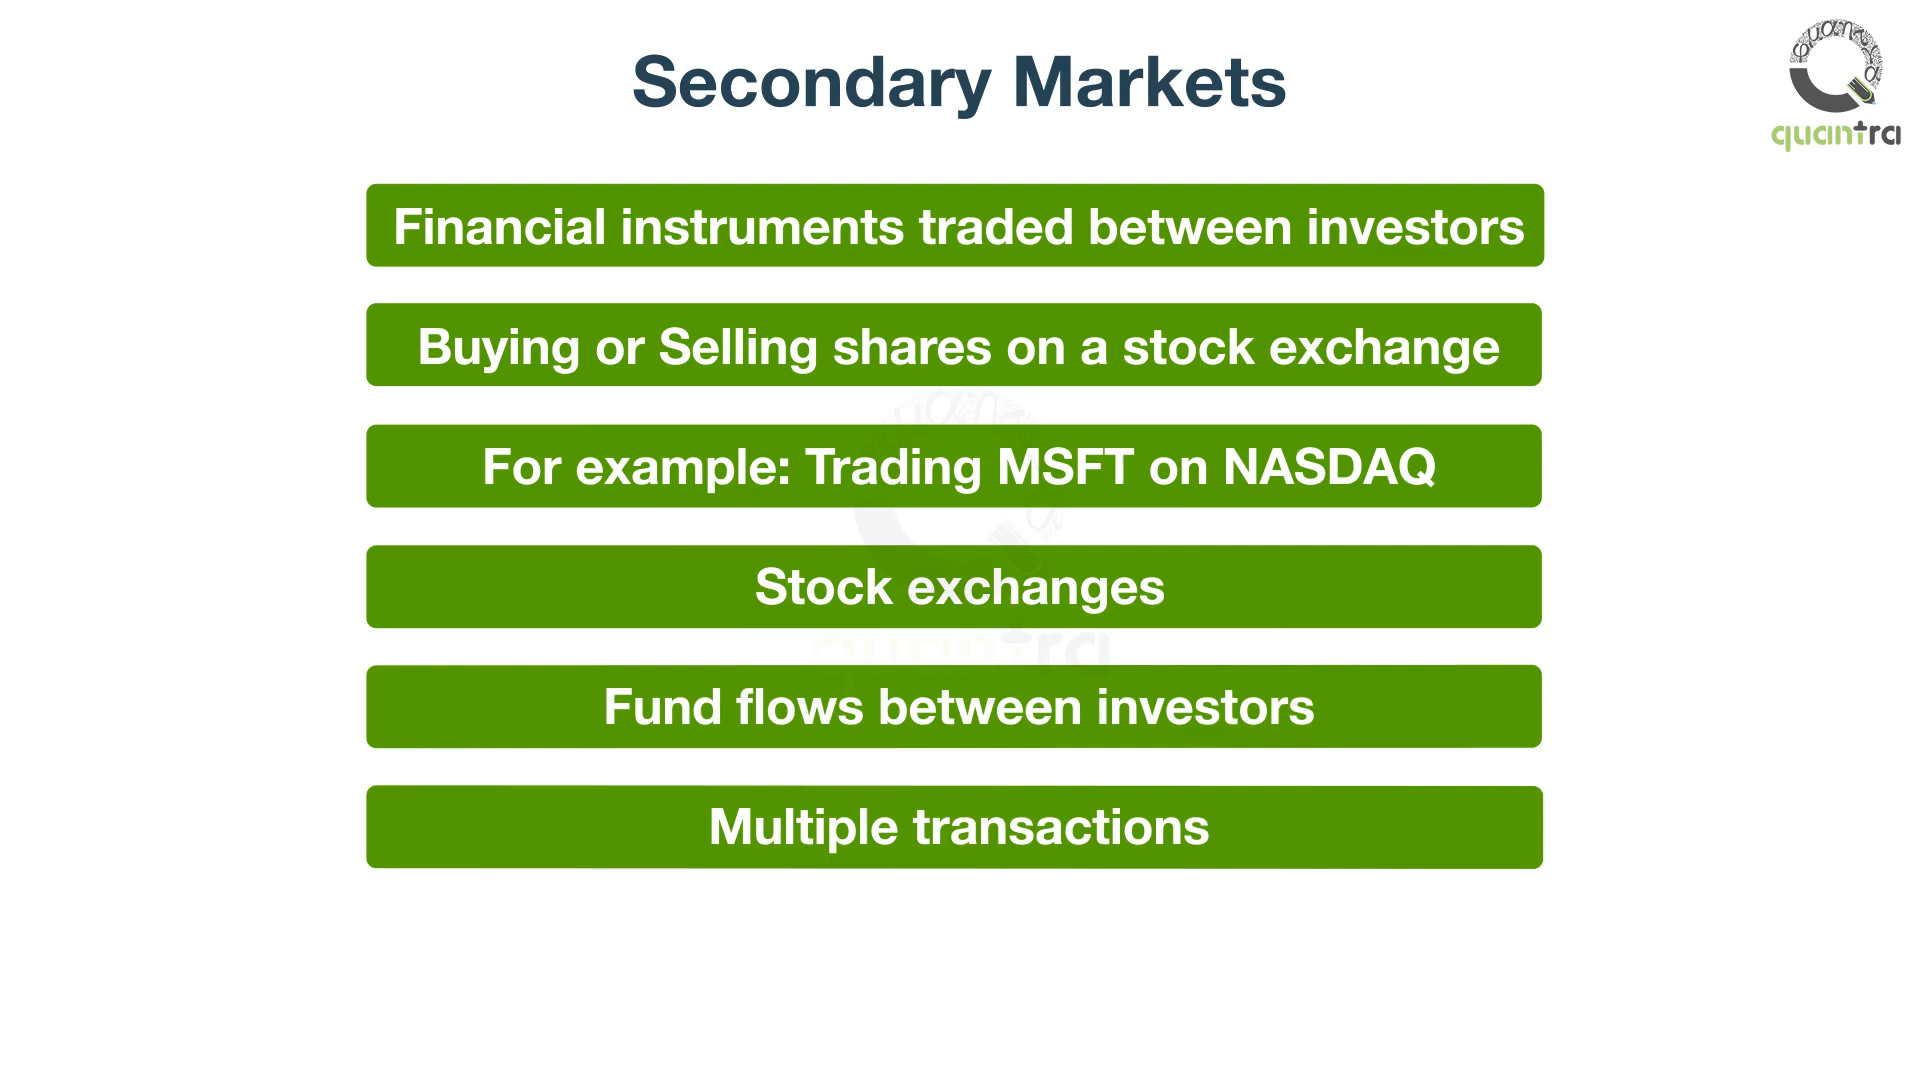 Secondary Markets
quantra
Financial instruments traded between investors
Buying or Selling shares on a stock exchange
For example: Trading MSFT on NASDAQ
Stock exchanges
quantra
Fund flows between investors
Multiple transactions